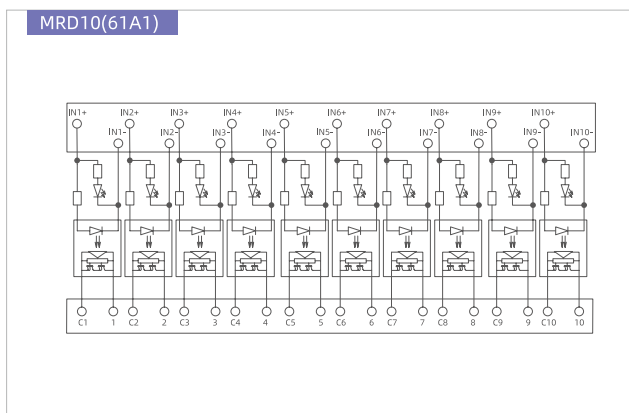 MRD10(61A1)
IN1+ IN2+ IN3+ IN4+ IN5+ IN6+ IN7+ IN8+ IN9+ IN10+
IN1- IN2- IN3- IN4- IN5- IN6- IN7- IN8- IN9- IN10-
C1 1 C2 2 C3 3 C4 4 C5 5 C6 6 C7 7 C8 8 C9 9 C10 10